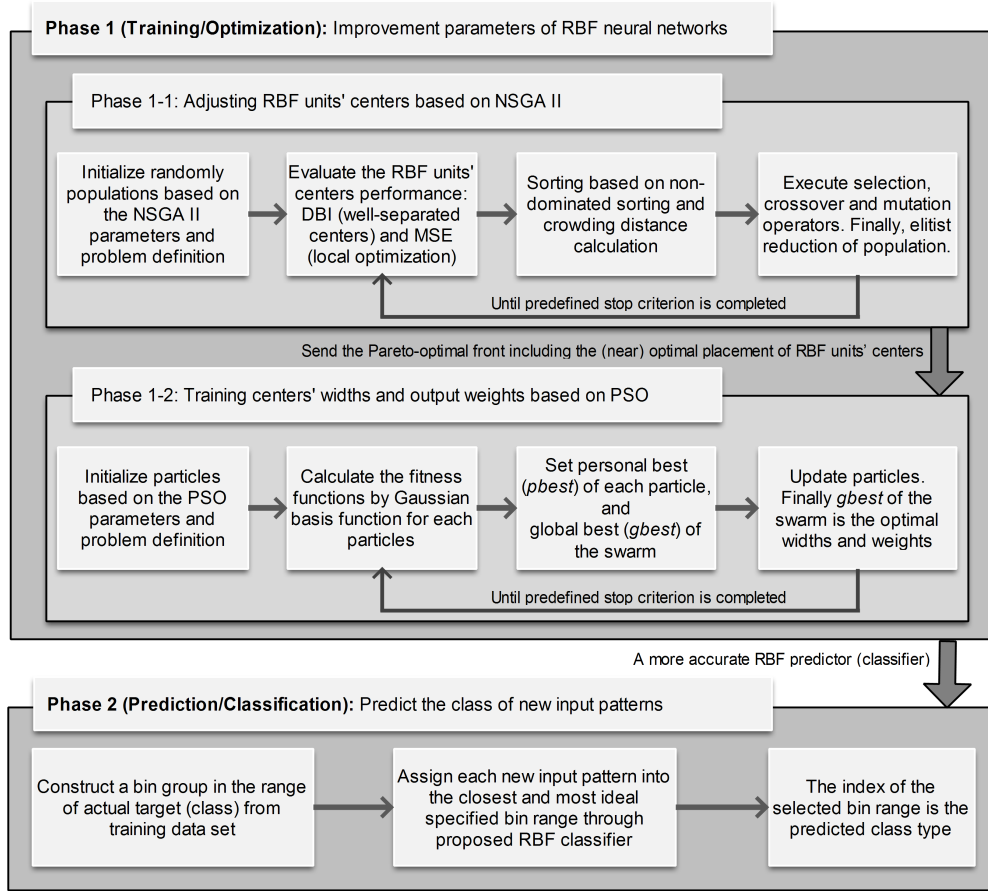 Phase 1 (Training/Optimization): Improvement parameters of RBF neural networks
Phase 1-1: Adjusting RBF units' centers based on NSGA II
Initialize randomly
populations based on
the NSGA II
parameters and
problem definition
Evaluate the RBF units'
centers performance:
DBI (well-separated
centers) and MSE
(local optimization)
Sorting based on non-
dominated sorting and
crowding distance
calculation
Execute selection,
crossover and mutation
operators. Finally, elitist
reduction of population.
Until predefined stop criterion is completed
Send the Pareto-optimal front including the (near) optimal placement of RBF units' centers
Phase 1-2: Training centers' widths and output weights based on PSO
Initialize particles
based on the PSO
parameters and
problem definition
Calculate the fitness
functions by Gaussian
basis function for each
particles
Set personal best
(pbest) of each particle,
and
global best (gbest) of
the swarm
Update particles.
Finally gbest of the
swarm is the optimal
widths and weights
Until predefined stop criterion is completed
A more accurate RBF predictor (classifier)
Phase 2 (Prediction/Classification): Predict the class of new input patterns
Construct a bin group in the range
of actual target (class) from
training data set
Assign each new input pattern into
the closest and most ideal
specified bin range through
proposed RBF classifier
The index of the
selected bin range is the
predicted class type